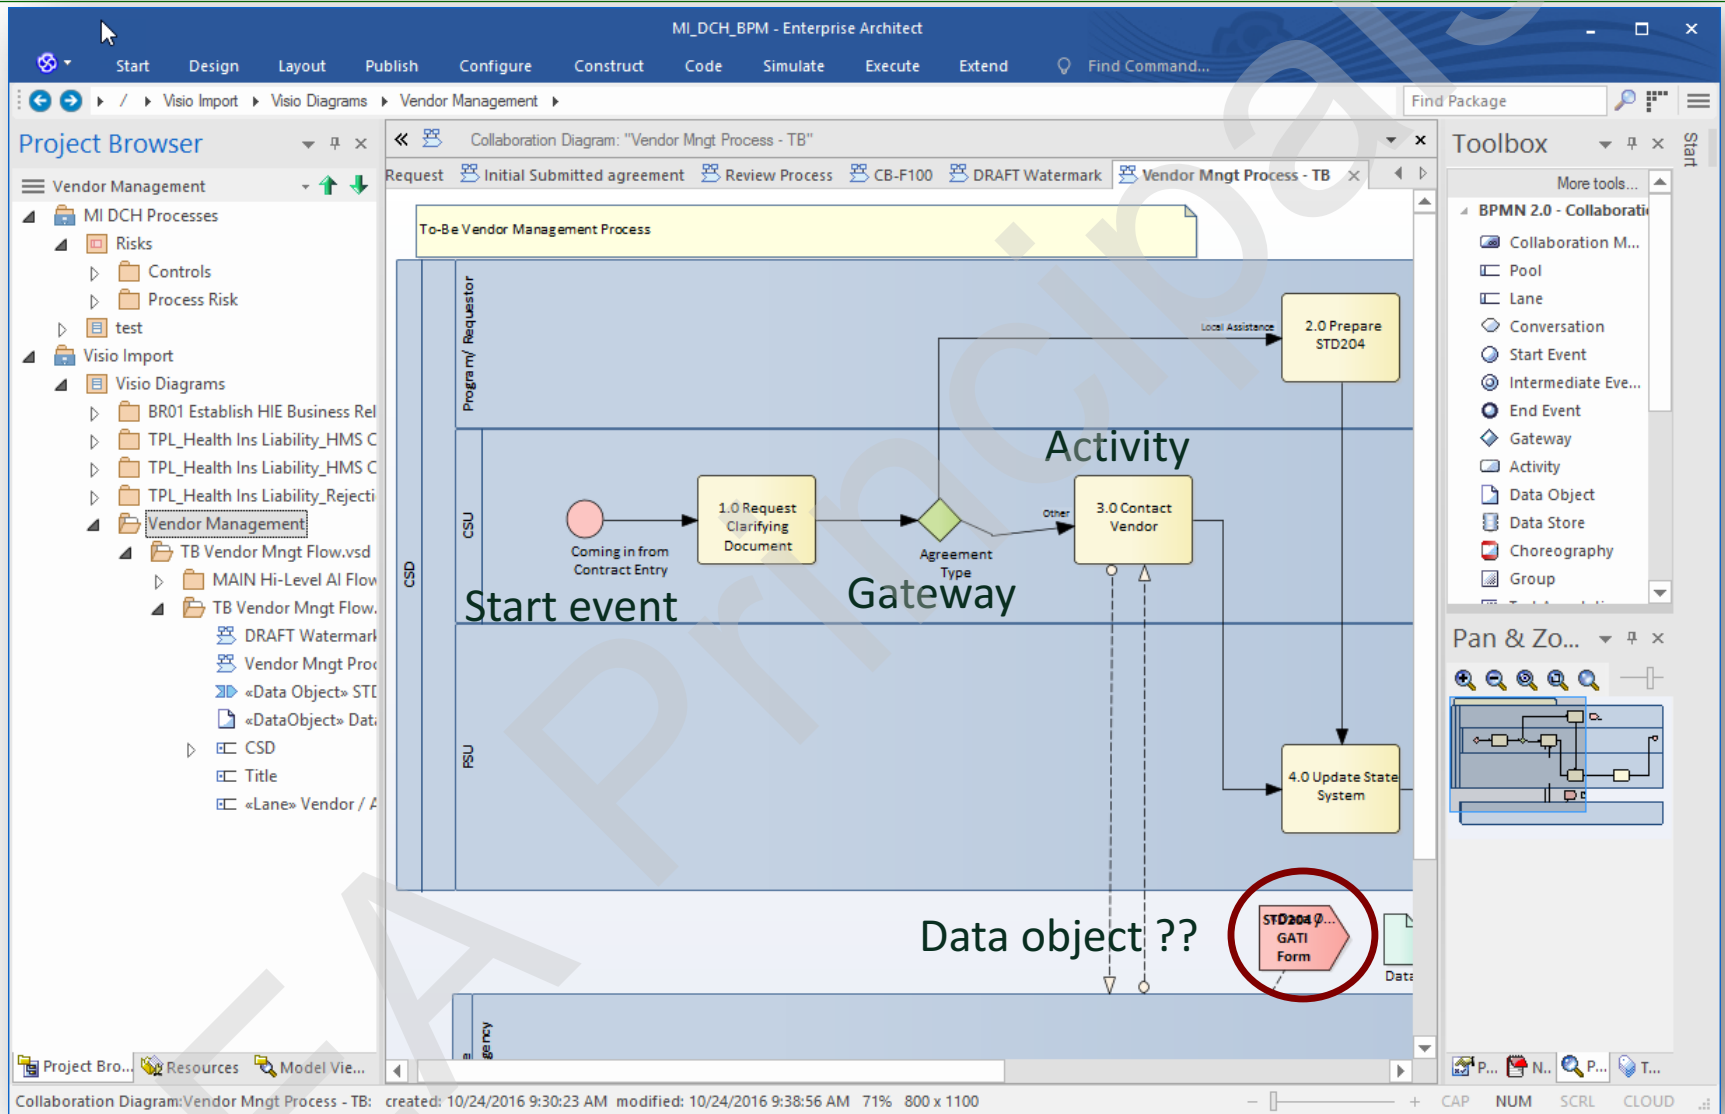 MI_DCH_BPM - Enterprise Architect
Start Design Layout Publish Configure Construct Code Simulate Execute Extend Find Command...
/ Visio Import Visio Diagrams Vendor Management
Find Package
Project Browser
Vendor Management
MI DCH Processes
Risks
Controls
Process Risk
test
Visio Import
Visio Diagrams
BR01 Establish HIE Business Rel
TPL_Health Ins Liability_HMS C
TPL_Health Ins Liability_HMS C
TPL_Health Ins Liability_Rejecti
Vendor Management
TB Vendor Mngt Flow.vsd
MAIN Hi-Level AI Flow
TB Vendor Mngt Flow.
DRAFT Watermark
Vendor Mngt Proc
«Data Object» STD
«DataObject» Data
CSD
Title
«Lane» Vendor / A
Project Bro... Resources Model Vie...
Collaboration Diagram: "Vendor Mngt Process - TB"
Request Initial Submitted agreement Review Process CB-F100 DRAFT Watermark Vendor Mngt Process - TB
To-Be Vendor Management Process
CSD
Program/ Requestor
Local Assistance
2.0 Prepare
STD204
CSU
Coming in from
Contract Entry
Start event
1.0 Request
Clarifying
Document
Agreement
Type
Gateway
Other
Activity
3.0 Contact
Vendor
FSU
4.0 Update State
System
Data object ??
GATI
Form
Data
gency
Toolbox
Start
More tools...
BPMN 2.0 - Collaborati
Collaboration M...
Pool
Lane
Conversation
Start Event
Intermediate Eve...
End Event
Gateway
Activity
Data Object
Data Store
Choreography
Group
Pan & Zo...
P... N.. P... T...
Collaboration Diagram:Vendor Mngt Process - TB: created: 10/24/2016 9:30:23 AM modified: 10/24/2016 9:38:56 AM 71% 800 x 1100
CAP NUM SCRL CLOUD
EA Principals